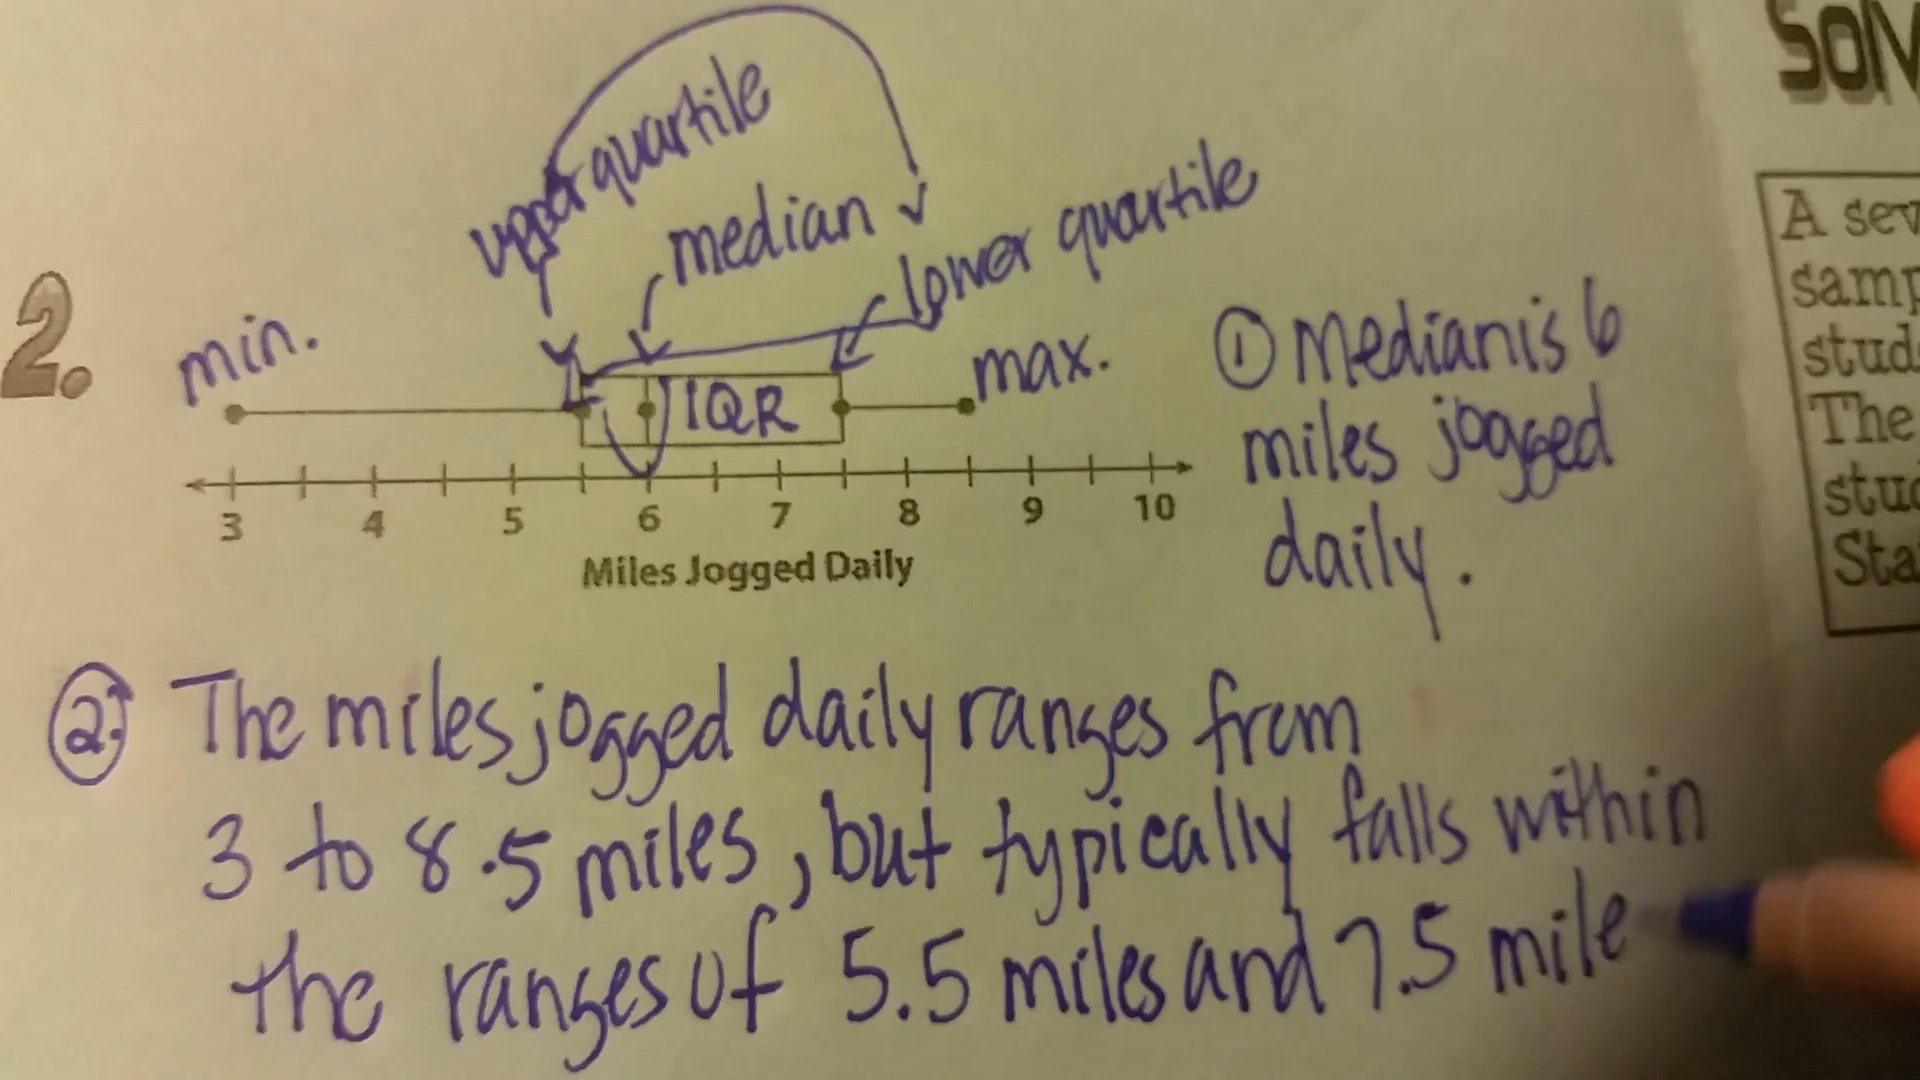 upper quartile
median
lower quartile
2.
min.
max.
IQR
3 4 5 6 7 8 9 10
Miles Jogged Daily
① Median is 6
miles jogged
daily.
②. The miles jogged daily ranges from
3 to 8.5 miles, but typically falls within
the ranges of 5.5 miles and 7.5 mile
A sev
samp
stud
The
stud
Sta